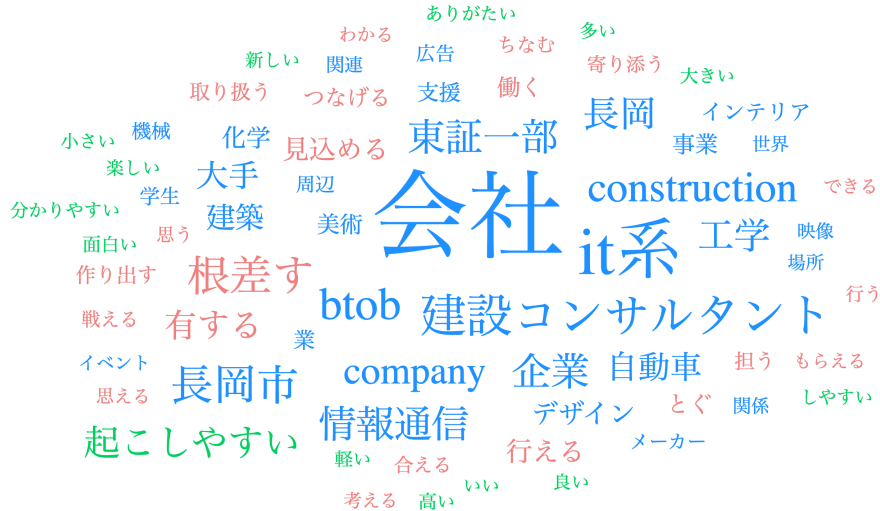 ありがたい
わかる
多い
ちなむ
広告
新しい
関連
寄り添う
大きい
取り扱う
つなげる
支援
働く
長岡
インテリア
小さい
機械
化学
見込める
東証一部
事業
世界
楽しい
大手
周辺
会社
construction
できる
学生
分かりやすい
建築
美術
it系
工学
映像
面白い
思う
場所
作り出す
根差す
行う
戦える
有する
btob
建設コンサルタント
業
イベント
長岡市
company
企業
自動車
担う
もらえる
思える
情報通信
デザイン
とぐ
関係
しやすい
起こしやすい
メーカー
軽い
合える
行える
考える
高い
いい
良い